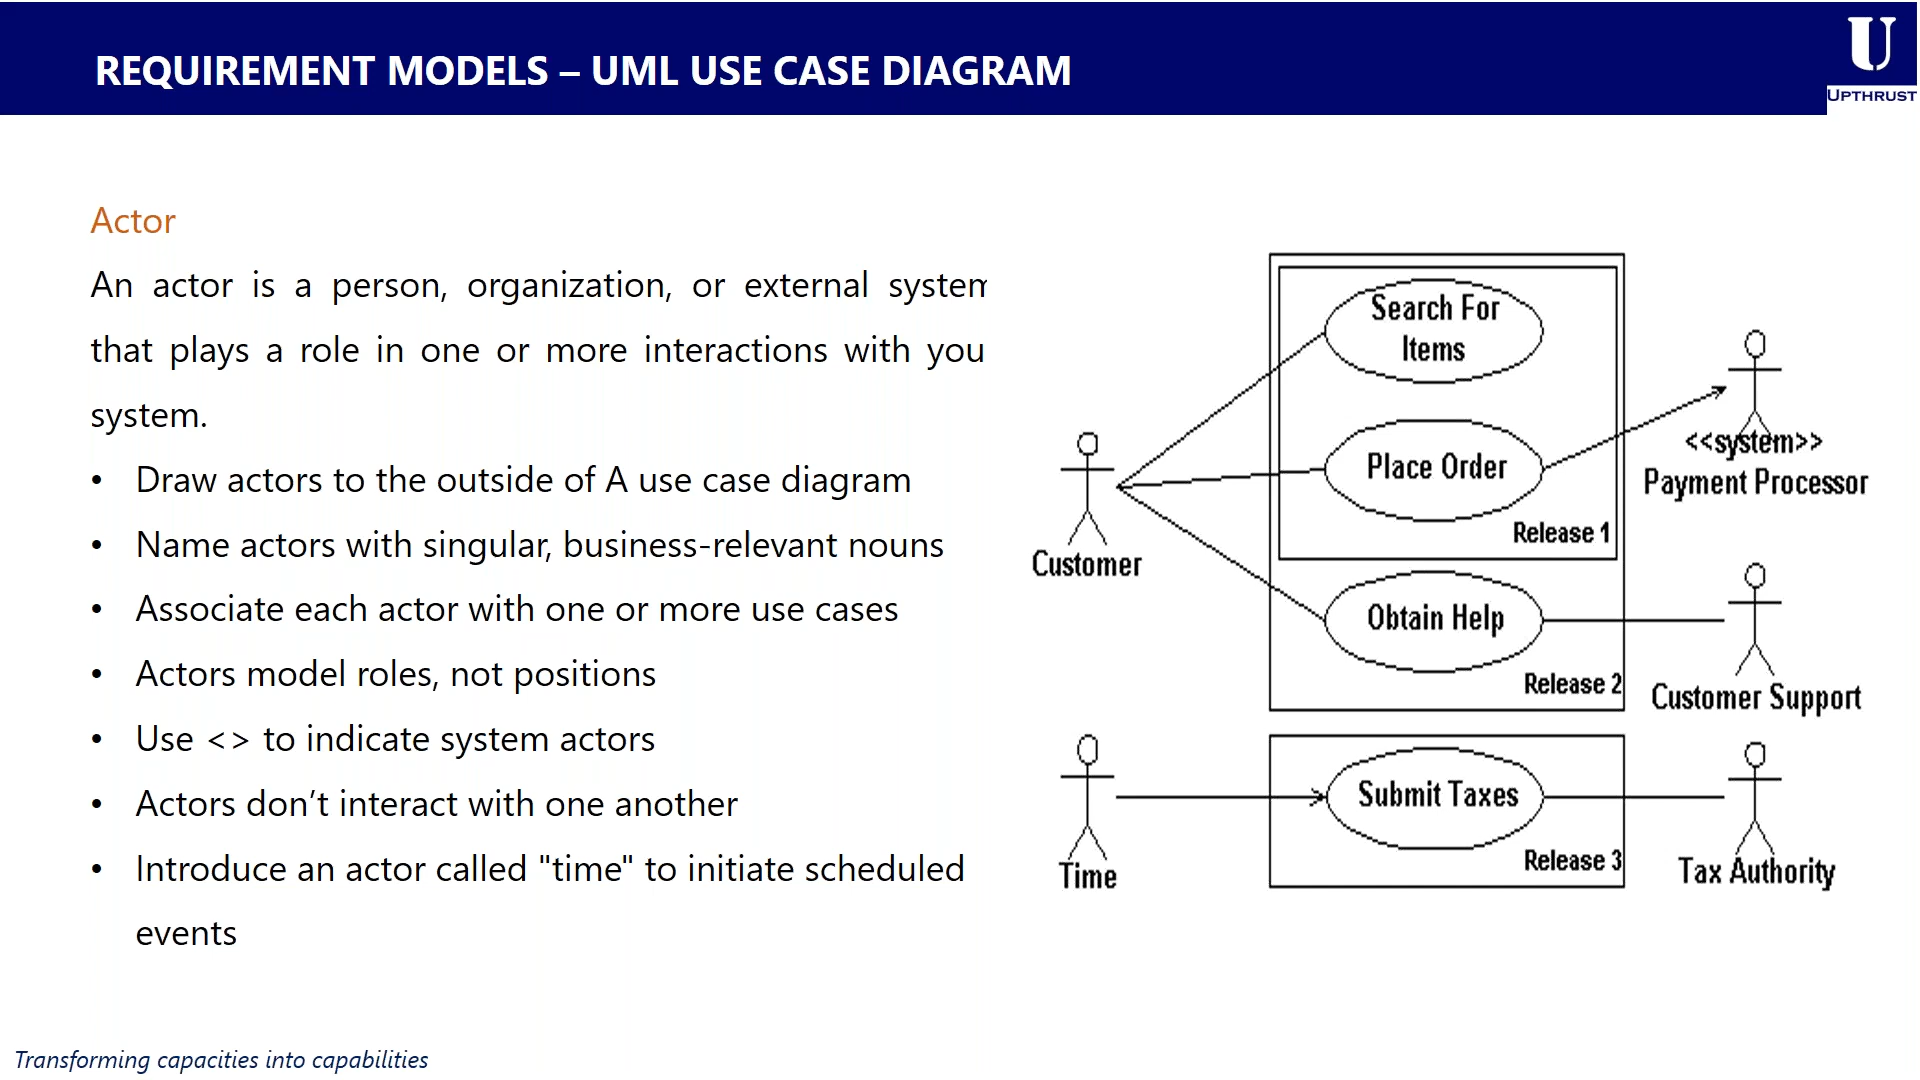 REQUIREMENT MODELS – UML USE CASE DIAGRAM
U
UPTHRUST
Actor
An actor is a person, organization, or external system
that plays a role in one or more interactions with you
system.
• Draw actors to the outside of A use case diagram
• Name actors with singular, business-relevant nouns
• Associate each actor with one or more use cases
• Actors model roles, not positions
• Use <> to indicate system actors
• Actors don’t interact with one another
• Introduce an actor called "time" to initiate scheduled
events
Search For
Items
Place Order
Release 1
<<system>>
Payment Processor
Customer
Obtain Help
Release 2
Customer Support
Submit Taxes
Release 3
Time
Tax Authority
Transforming capacities into capabilities